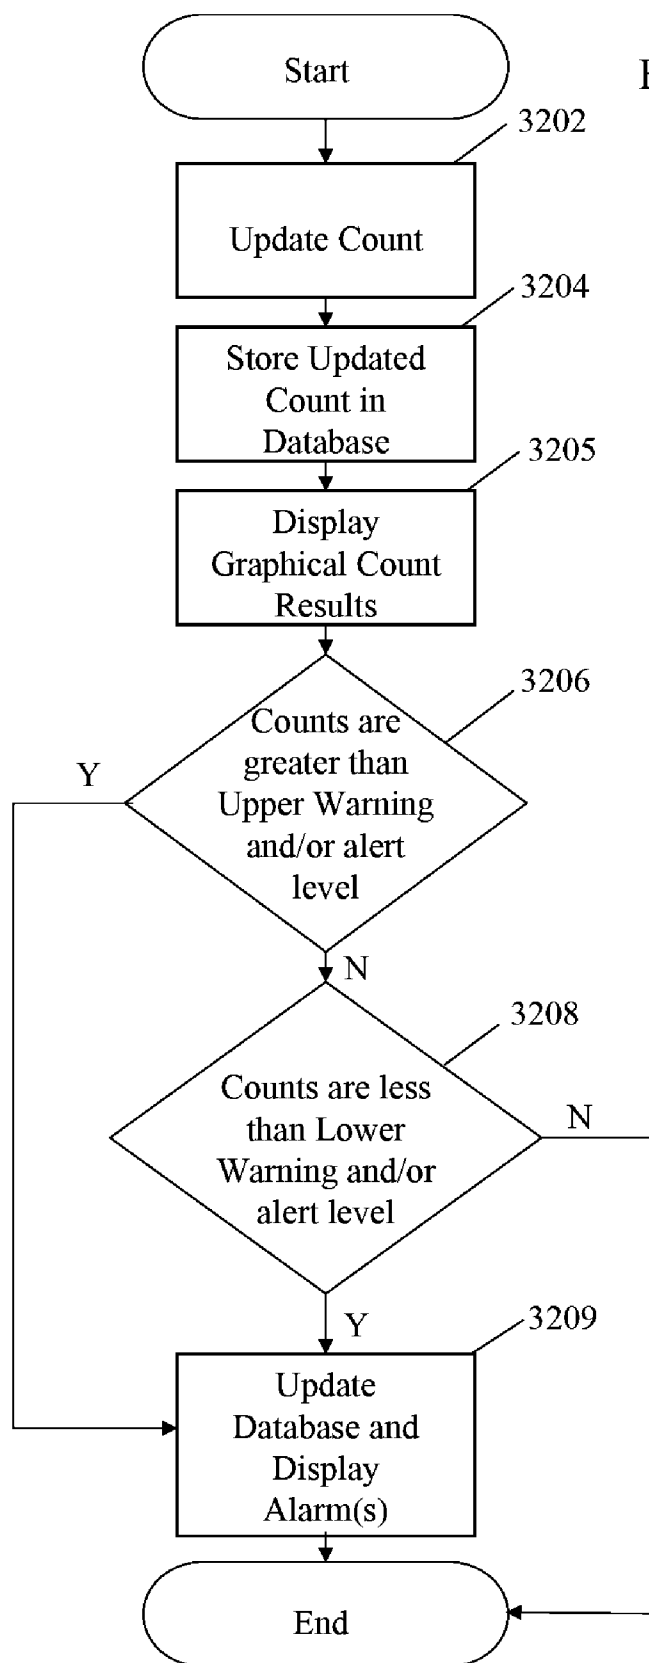 Start
3202
Update Count
3204
Store Updated
Count in
Database
3205
Display
Graphical Count
Results
3206
Counts are
greater than
Upper Warning
and/or alert
level
Y
N
3208
Counts are less
than Lower
Warning and/or
alert level
N
Y
3209
Update
Database and
Display
Alarm(s)
End